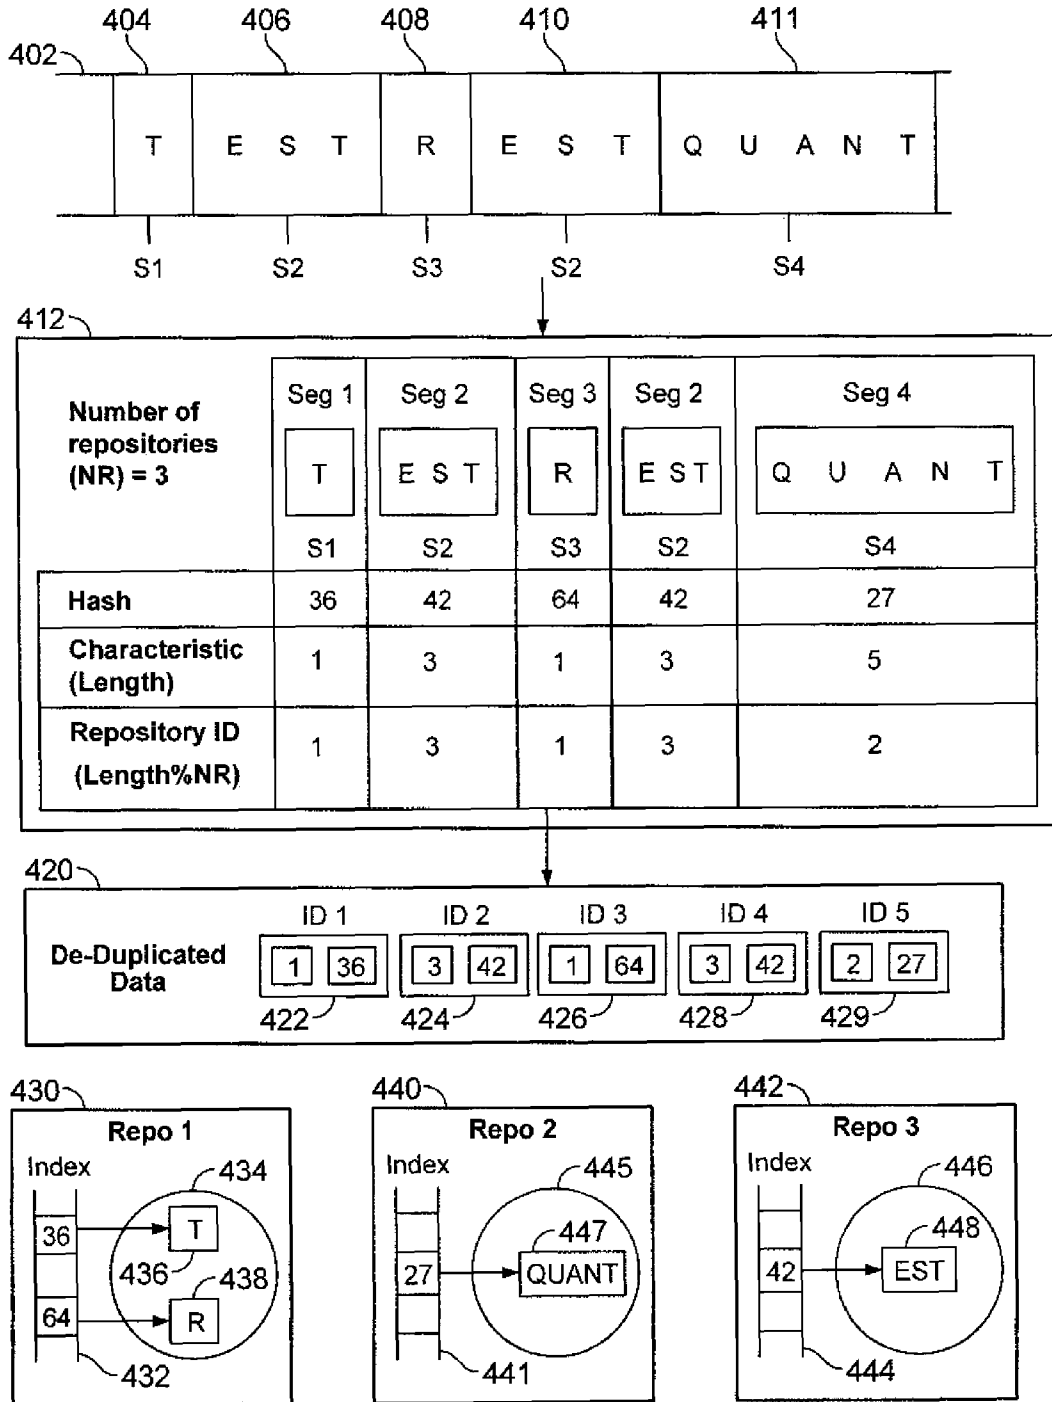 404 406 408 410 411
402
T E S T R E S T Q U A N T
S1 S2 S3 S2 S4
412
Number of
repositories
(NR) = 3
Seg 1 Seg 2 Seg 3 Seg 2 Seg 4
T E S T R E S T Q U A N T
S1 S2 S3 S2 S4
Hash 36 42 64 42 27
Characteristic
(Length) 1 3 1 3 5
Repository ID
(Length%NR) 1 3 1 3 2
420
De-Duplicated
Data
ID 1 ID 2 ID 3 ID 4 ID 5
1 36 3 42 1 64 3 42 2 27
422 424 426 428 429
430
Repo 1
Index
434
36 T
436
438
64 R
432
440
Repo 2
Index
445
447
27 QUANT
441
442
Repo 3
Index
446
448
42 EST
444